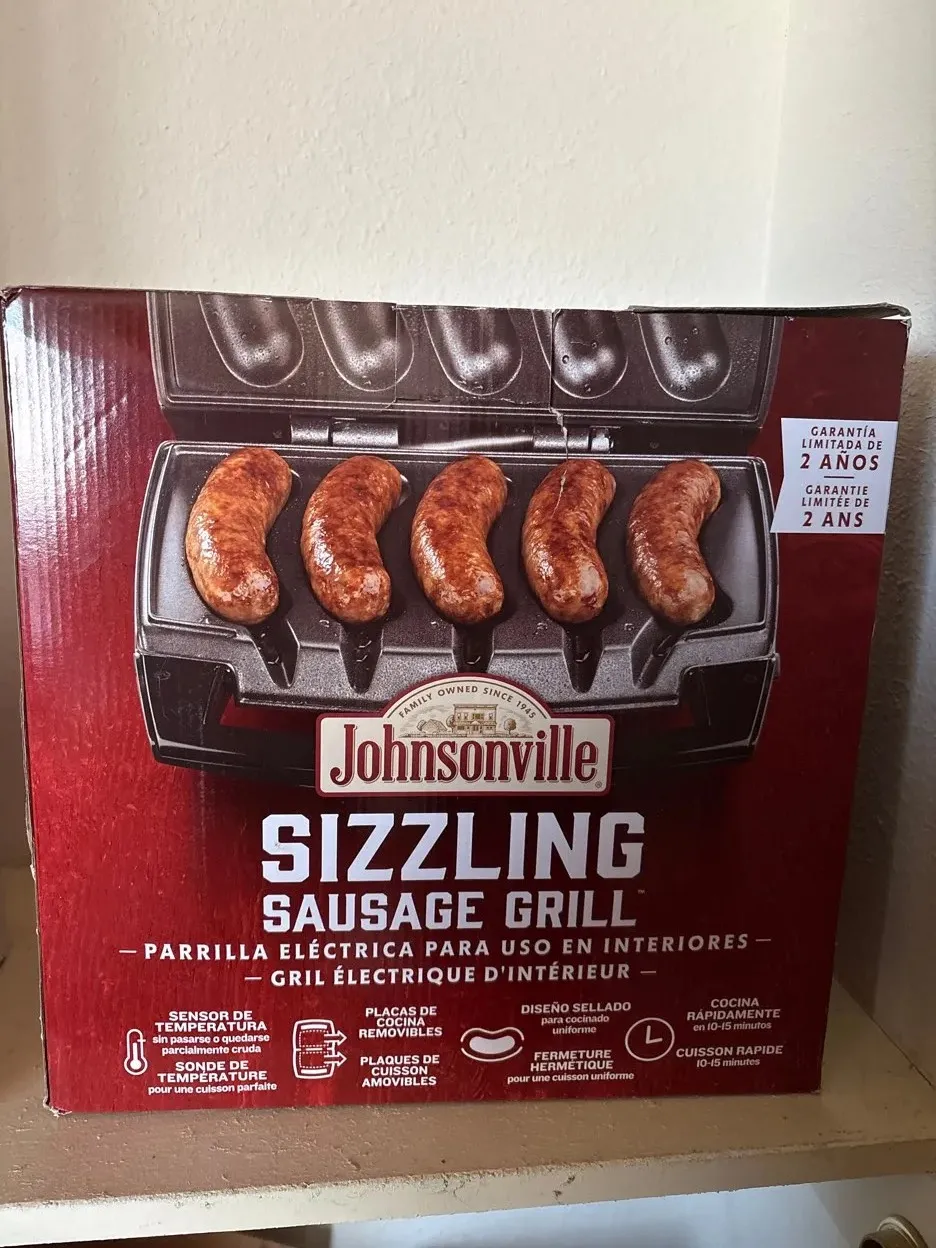 GARANTÍA
LIMITADA DE
2 AÑOS
GARANTIE
LIMITÉE DE
2 ANS
FAMILY OWNED SINCE 1945
Johnsonville®
SIZZLING
SAUSAGE GRILL™
— PARRILLA ELÉCTRICA PARA USO EN INTERIORES —
— GRIL ÉLECTRIQUE D'INTÉRIEUR —
SENSOR DE
TEMPERATURA
sin pasarse o quedarse
parcialmente cruda
SONDE DE
TEMPÉRATURE
pour une cuisson parfaite
PLACAS DE
COCINA
REMOVIBLES
PLAQUES DE
CUISSON
AMOVIBLES
DISEÑO SELLADO
para cocinado
uniforme
FERMETURE
HERMÉTIQUE
pour une cuisson uniforme
COCINA
RÁPIDAMENTE
en 10-15 minutos
CUISSON RAPIDE
10-15 minutes